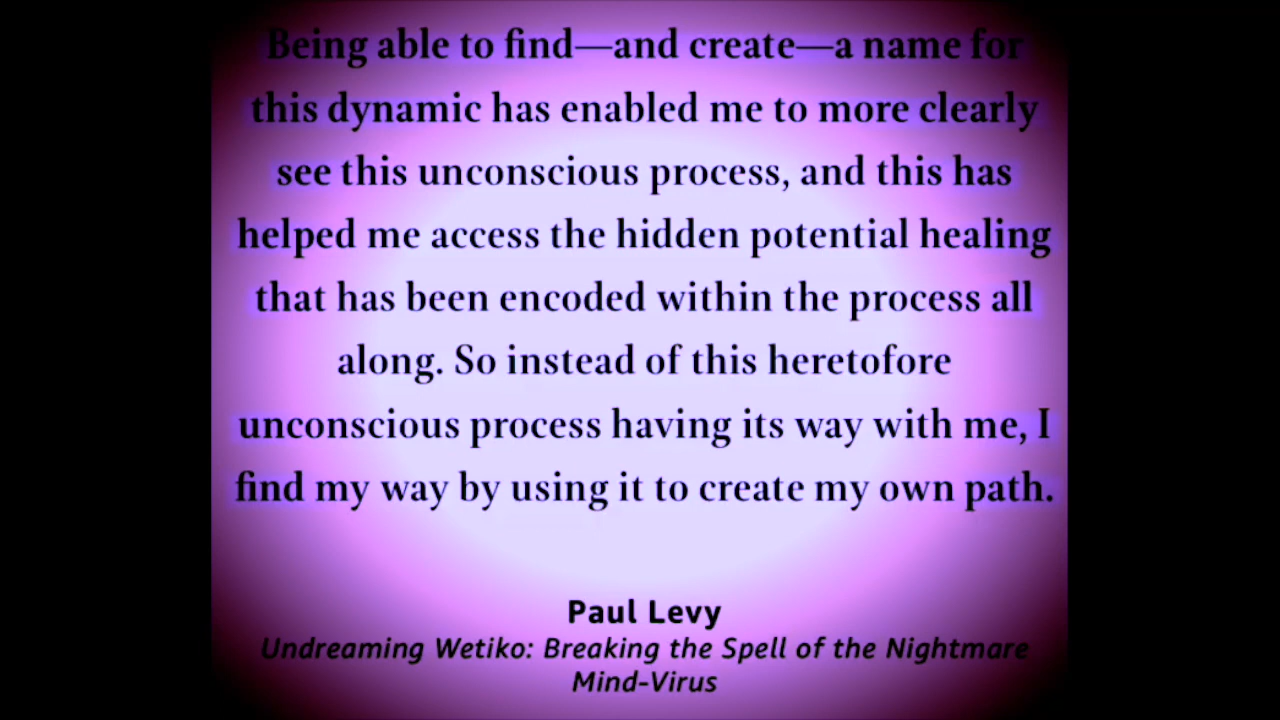 Being able to find—and create—a name for
this dynamic has enabled me to more clearly
see this unconscious process, and this has
helped me access the hidden potential healing
that has been encoded within the process all
along. So instead of this heretofore
unconscious process having its way with me, I
find my way by using it to create my own path.
Paul Levy
Undreaming Wetiko: Breaking the Spell of the Nightmare
Mind-Virus